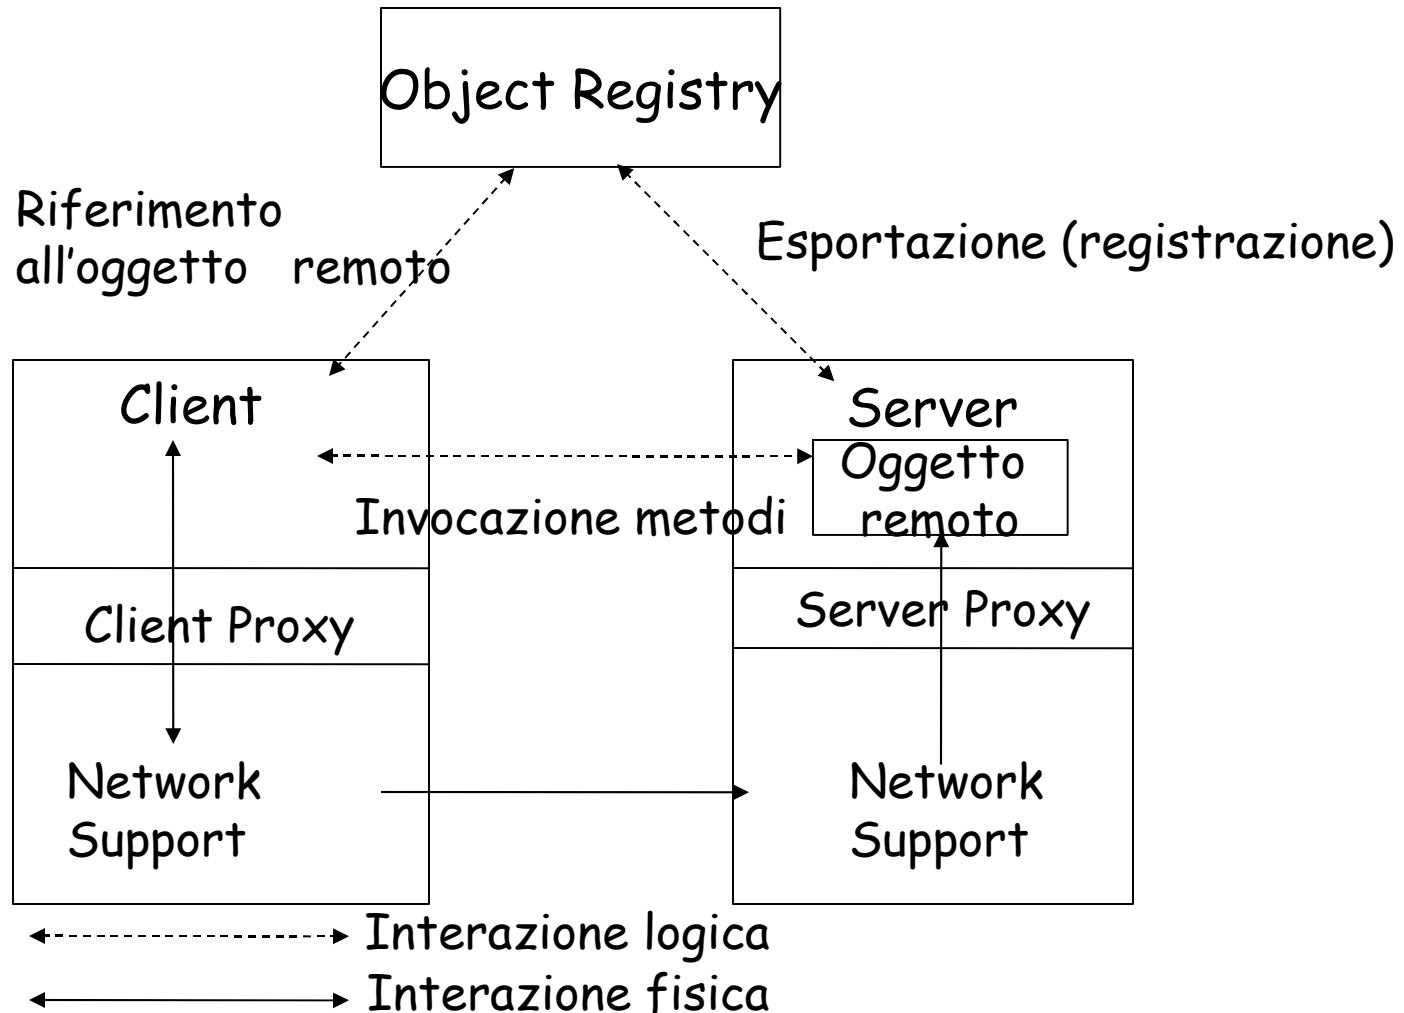 Object Registry
Riferimento
all’oggetto remoto
Esportazione (registrazione)
Client
Server
Oggetto
remoto
Invocazione metodi
Client Proxy
Server Proxy
Network
Support
Network
Support
Interazione logica
Interazione fisica